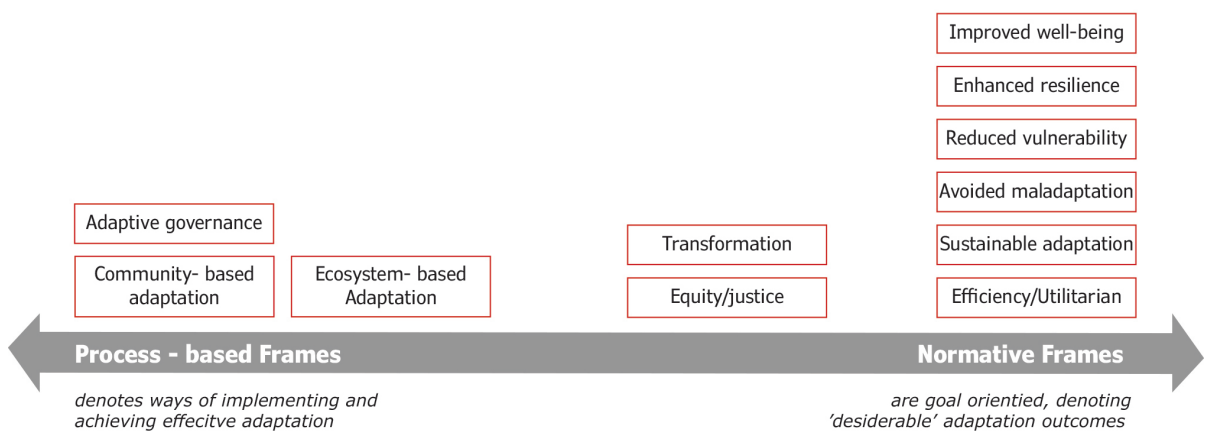 Improved well-being
Enhanced resilience
Reduced vulnerability
Avoided maladaptation
Adaptive governance
Transformation
Sustainable adaptation
Community- based
adaptation
Ecosystem- based
Adaptation
Equity/justice
Efficiency/Utilitarian
Process - based Frames
Normative Frames
denotes ways of implementing and
achieving effecitve adaptation
are goal orientied, denoting
'desiderable' adaptation outcomes